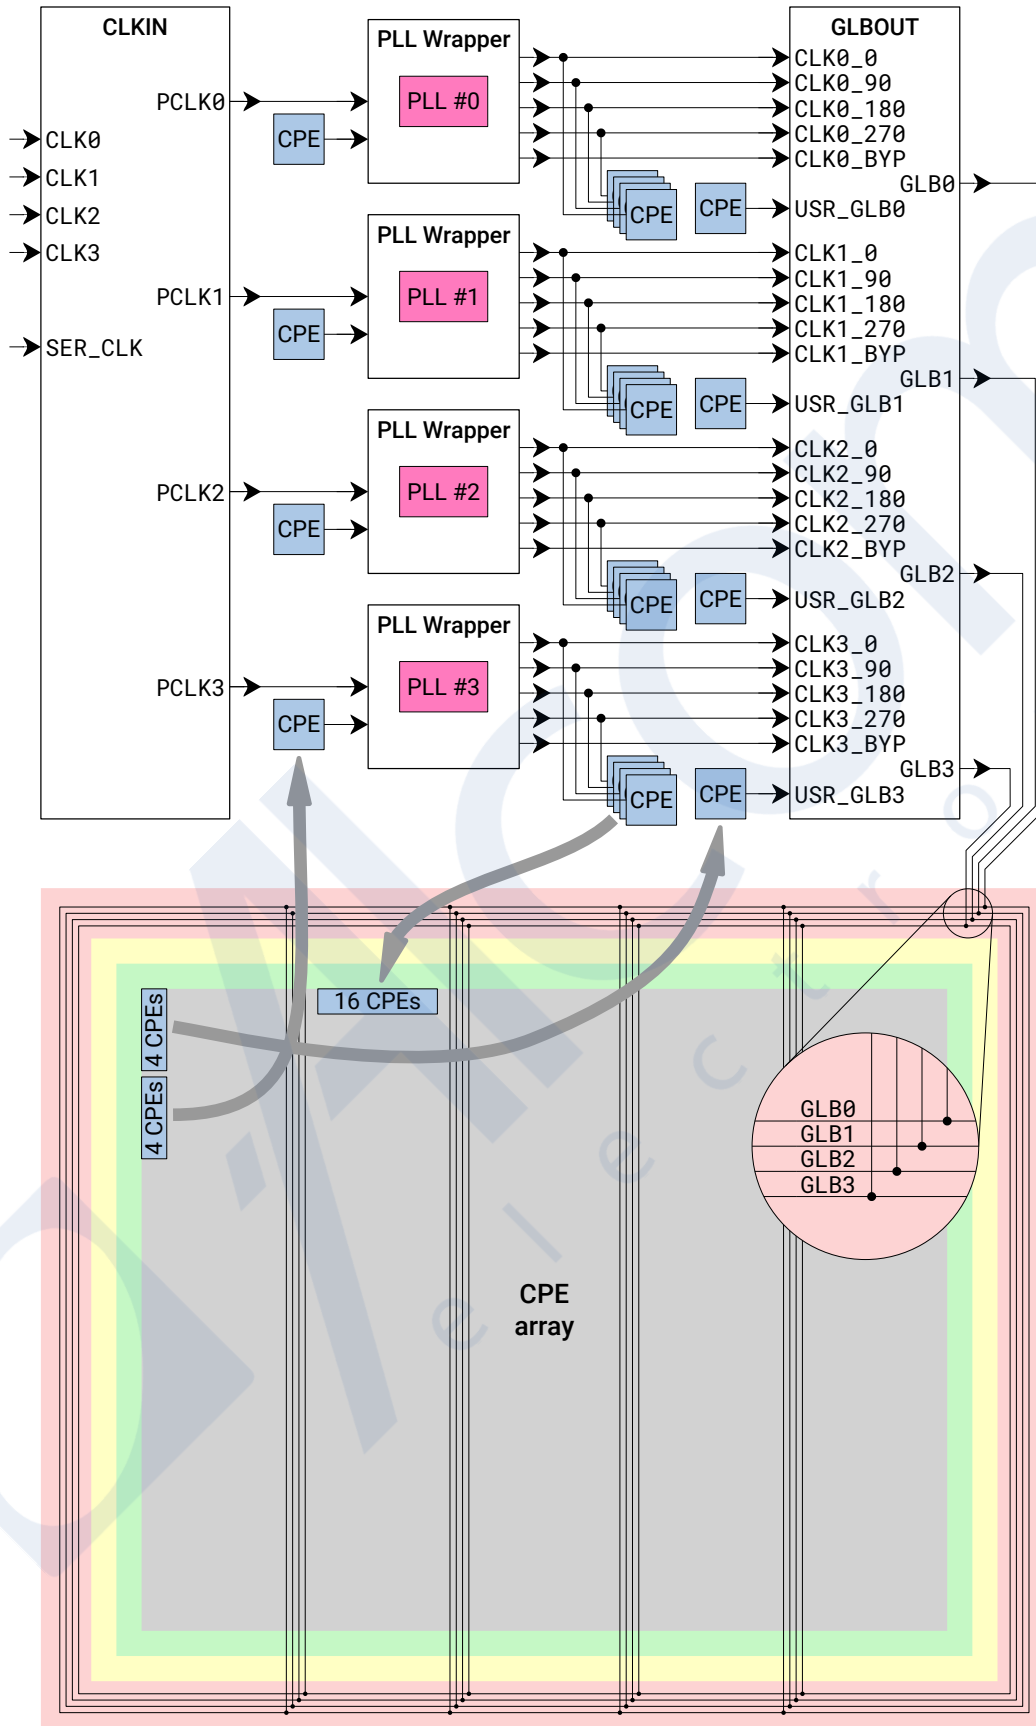 CLKIN
PCLK0
CLK0
CLK1
CLK2
CLK3
PCLK1
SER_CLK
PCLK2
PCLK3
PLL Wrapper
PLL #0
CPE
PLL Wrapper
PLL #1
CPE
PLL Wrapper
PLL #2
CPE
PLL Wrapper
PLL #3
CPE
CPE
CPE
CPE
CPE
CPE
CPE
CPE
CPE
GLBOUT
CLK0_0
CLK0_90
CLK0_180
CLK0_270
CLK0_BYP
GLB0
USR_GLB0
CLK1_0
CLK1_90
CLK1_180
CLK1_270
CLK1_BYP
GLB1
USR_GLB1
CLK2_0
CLK2_90
CLK2_180
CLK2_270
CLK2_BYP
GLB2
USR_GLB2
CLK3_0
CLK3_90
CLK3_180
CLK3_270
CLK3_BYP
GLB3
USR_GLB3
4 CPEs
4 CPEs
16 CPEs
GLB0
GLB1
GLB2
GLB3
CPE
array